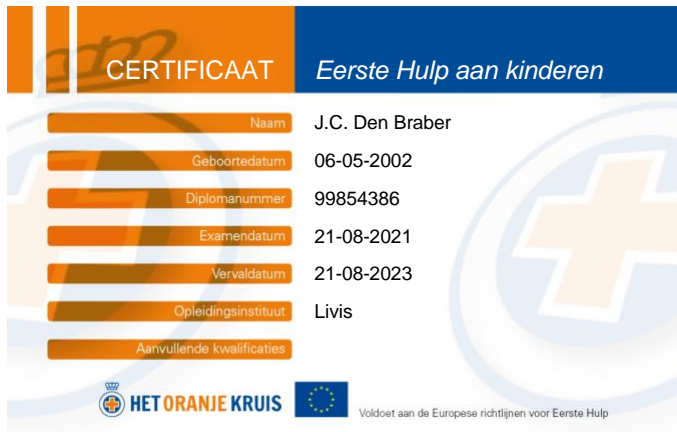 CERTIFICAAT Eerste Hulp aan kinderen
Naam J.C. Den Braber
Geboortedatum 06-05-2002
Diplomanummer 99854386
Examendatum 21-08-2021
Vervaldatum 21-08-2023
Opleidingsinstituut Livis
Aanvullende kwalificaties
HET ORANJE KRUIS Voldoet aan de Europese richtlijnen voor Eerste Hulp